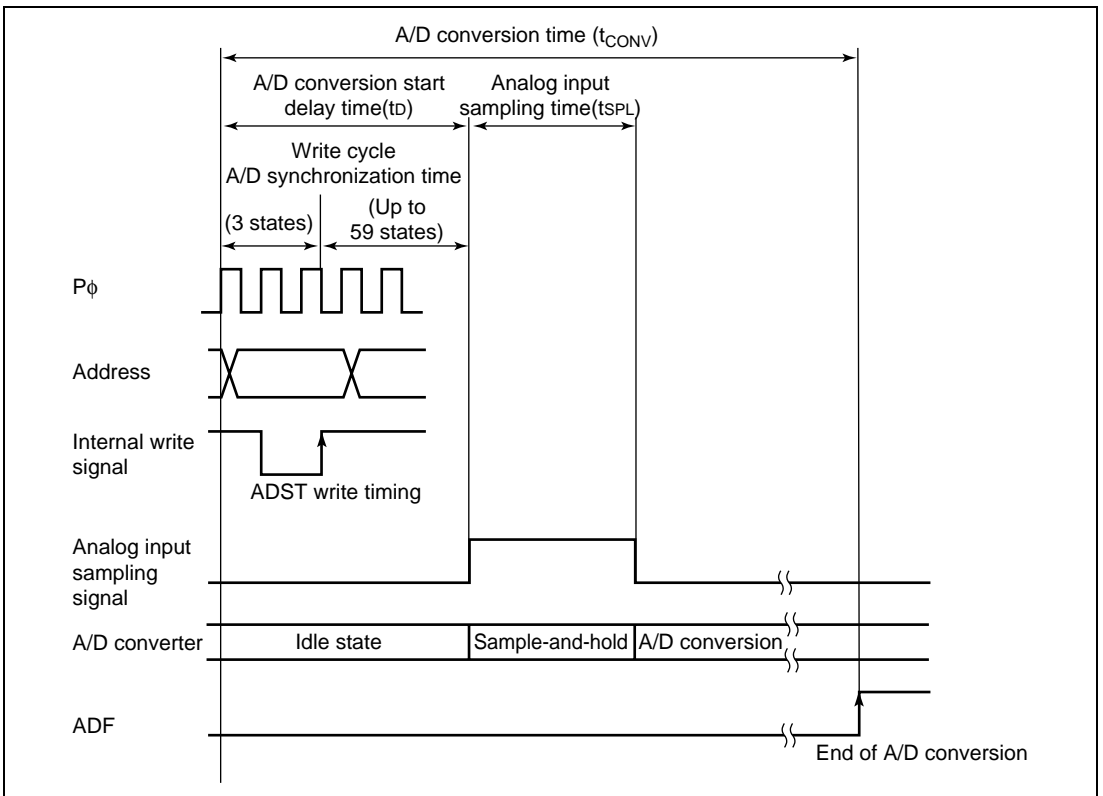 A/D conversion time (tCONV)
A/D conversion start
delay time(tD)
Analog input
sampling time(tSPL)
Write cycle
A/D synchronization time
(3 states)
(Up to
59 states)
Pϕ
Address
Internal write
signal
ADST write timing
Analog input
sampling
signal
A/D converter
Idle state
Sample-and-hold
A/D conversion
ADF
End of A/D conversion